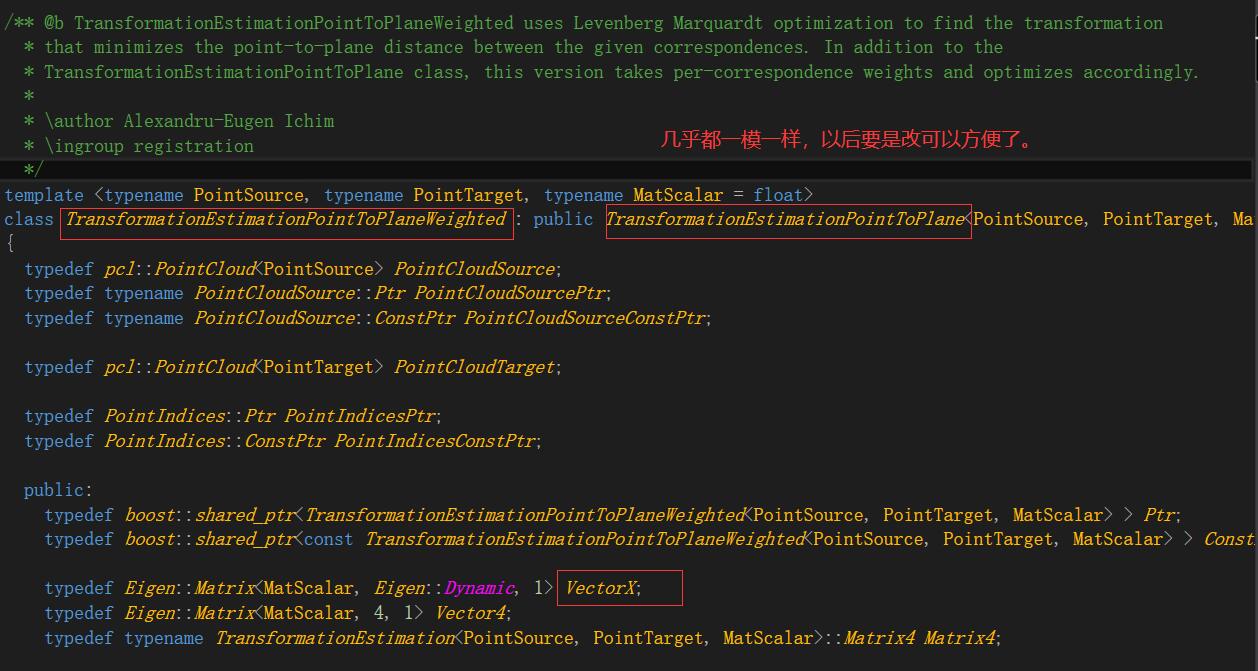 /** @b TransformationEstimationPointToPlaneWeighted uses Levenberg Marquardt optimization to find the transformation
* that minimizes the point-to-plane distance between the given correspondences. In addition to the
* TransformationEstimationPointToPlane class, this version takes per-correspondence weights and optimizes accordingly.
*
* \author Alexandru-Eugen Ichim
几乎都一模一样，以后要是改可以方便了。
* \ingroup registration
*/
template <typename PointSource, typename PointTarget, typename MatScalar = float>
class TransformationEstimationPointToPlaneWeighted : public TransformationEstimationPointToPlane<PointSource, PointTarget, Ma
{
typedef pcl::PointCloud<PointSource> PointCloudSource;
typedef typename PointCloudSource::Ptr PointCloudSourcePtr;
typedef typename PointCloudSource::ConstPtr PointCloudSourceConstPtr;
typedef pcl::PointCloud<PointTarget> PointCloudTarget;
typedef PointIndices::Ptr PointIndicesPtr;
typedef PointIndices::ConstPtr PointIndicesConstPtr;
public:
typedef boost::shared_ptr<TransformationEstimationPointToPlaneWeighted<PointSource, PointTarget, MatScalar> > Ptr;
typedef boost::shared_ptr<const TransformationEstimationPointToPlaneWeighted<PointSource, PointTarget, MatScalar> > Const
typedef Eigen::Matrix<MatScalar, Eigen::Dynamic, 1> VectorX;
typedef Eigen::Matrix<MatScalar, 4, 1> Vector4;
typedef typename TransformationEstimation<PointSource, PointTarget, MatScalar>::Matrix4 Matrix4;